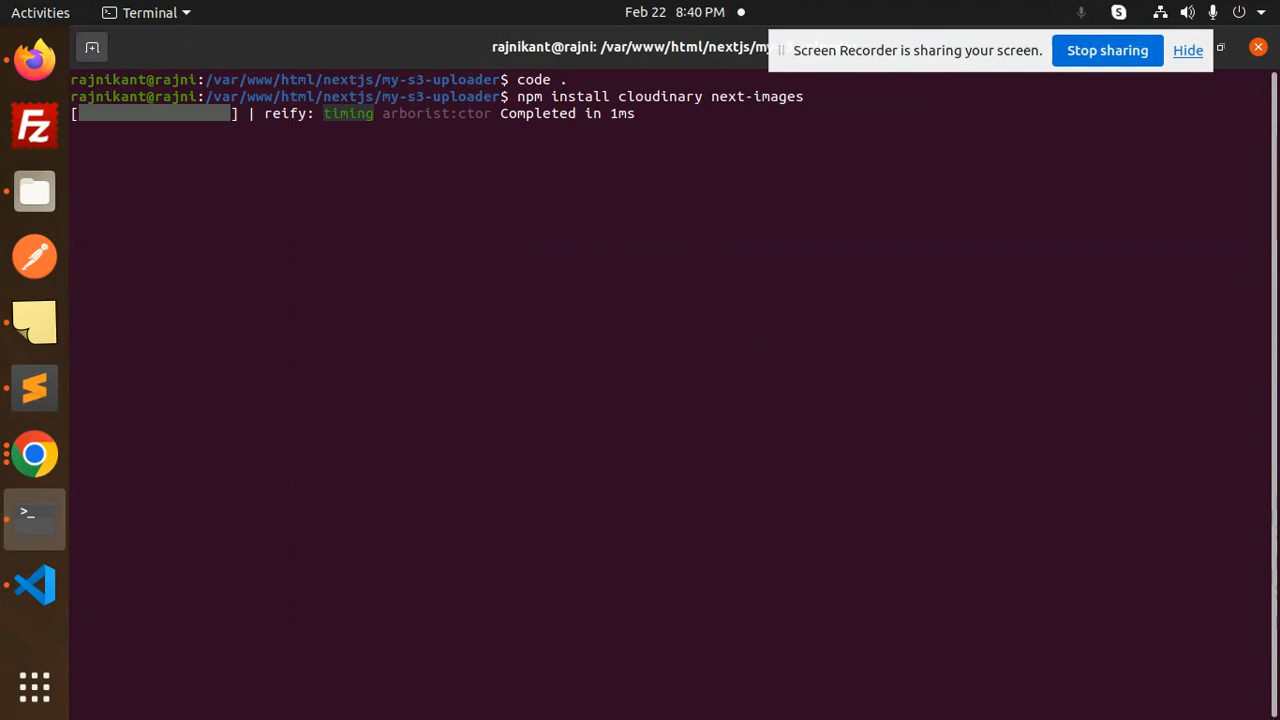 Activities
Terminal
Feb 22 8:40 PM
rajnikant@rajni: /var/www/html/nextjs/my-
Screen Recorder is sharing your screen.
Stop sharing
Hide
rajnikant@rajni:/var/www/html/nextjs/my-s3-uploader$ code .
rajnikant@rajni:/var/www/html/nextjs/my-s3-uploader$ npm install cloudinary next-images
[ ] | reify: timing arborist:ctor Completed in 1ms